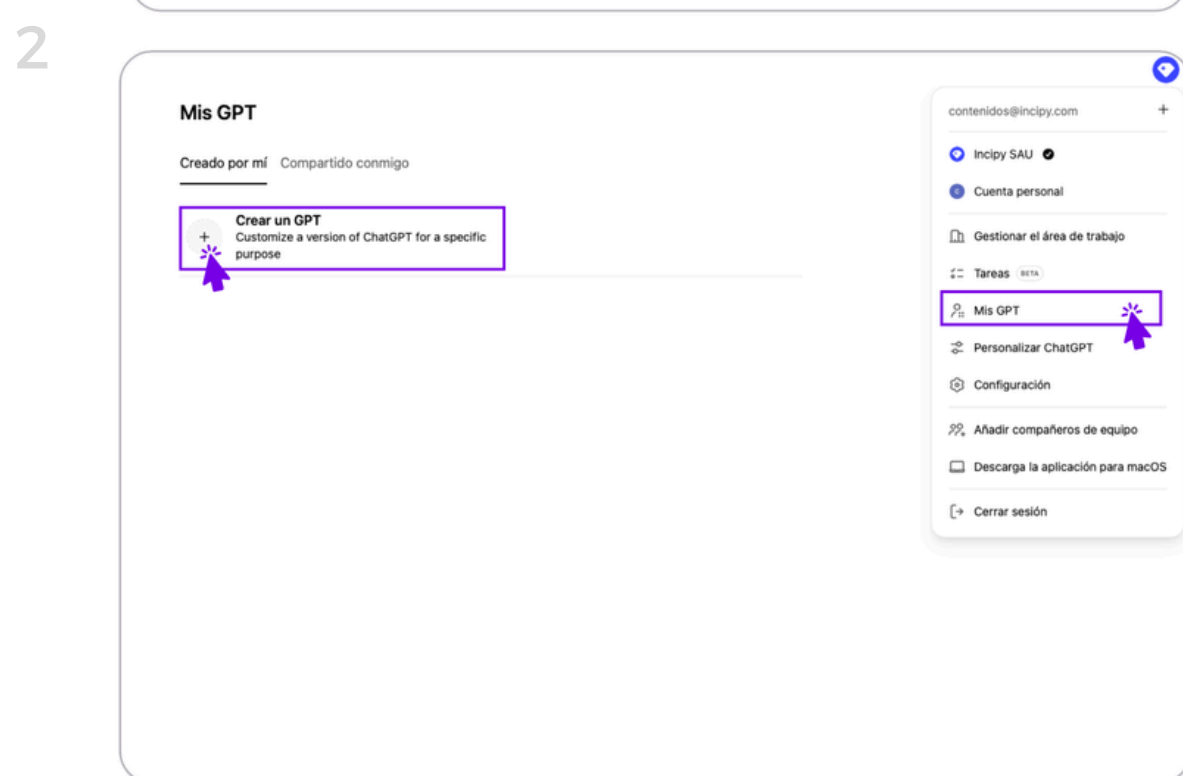 2
Mis GPT
Creado por mí Compartido conmigo
+ Crear un GPT
Customize a version of ChatGPT for a specific
purpose
contenidos@incipy.com +
Incipy SAU
C Cuenta personal
Gestionar el área de trabajo
Tareas BETA
Mis GPT
Personalizar ChatGPT
Configuración
Añadir compañeros de equipo
Descarga la aplicación para macOS
Cerrar sesión